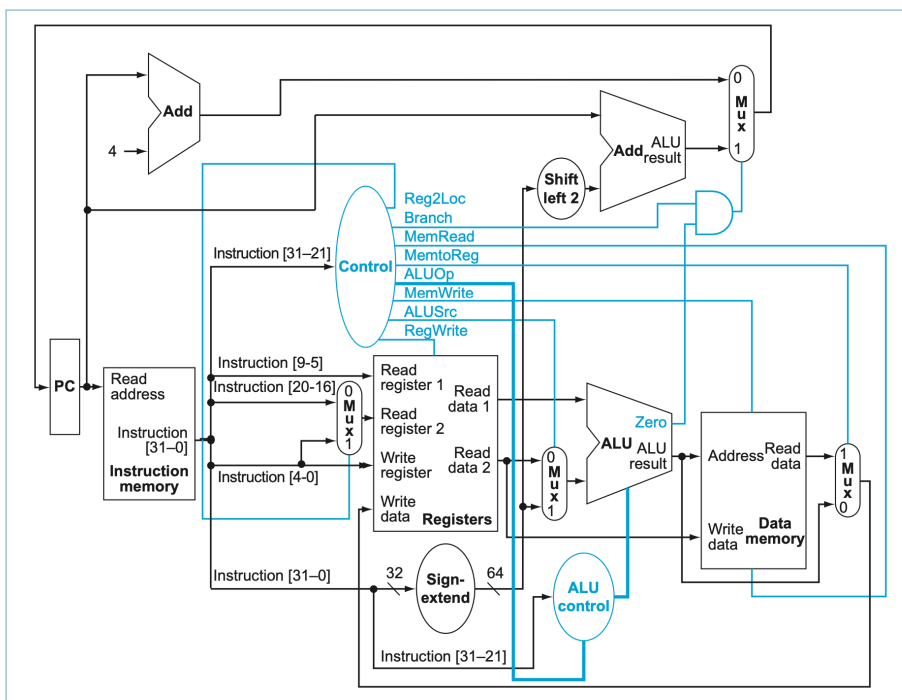 0
M
u
x
1
Add
4
Add
ALU
result
Shift
left 2
Reg2Loc
Branch
MemRead
MemtoReg
ALUOp
MemWrite
ALUSrc
RegWrite
Control
Instruction [31–21]
PC
Read
address
Instruction
[31–0]
Instruction
memory
Instruction [9-5]
Instruction [20-16]
Instruction [4-0]
0
M
u
x
1
Read
register 1
Read
register 2
Write
register
Write
data
Read
data 1
Read
data 2
Registers
0
M
u
x
1
ALU
Zero
ALU
result
Address
Read
data
Write
data
Data
memory
1
M
u
x
0
Instruction [31–0]
32
Sign-
extend
64
ALU
control
Instruction [31–21]